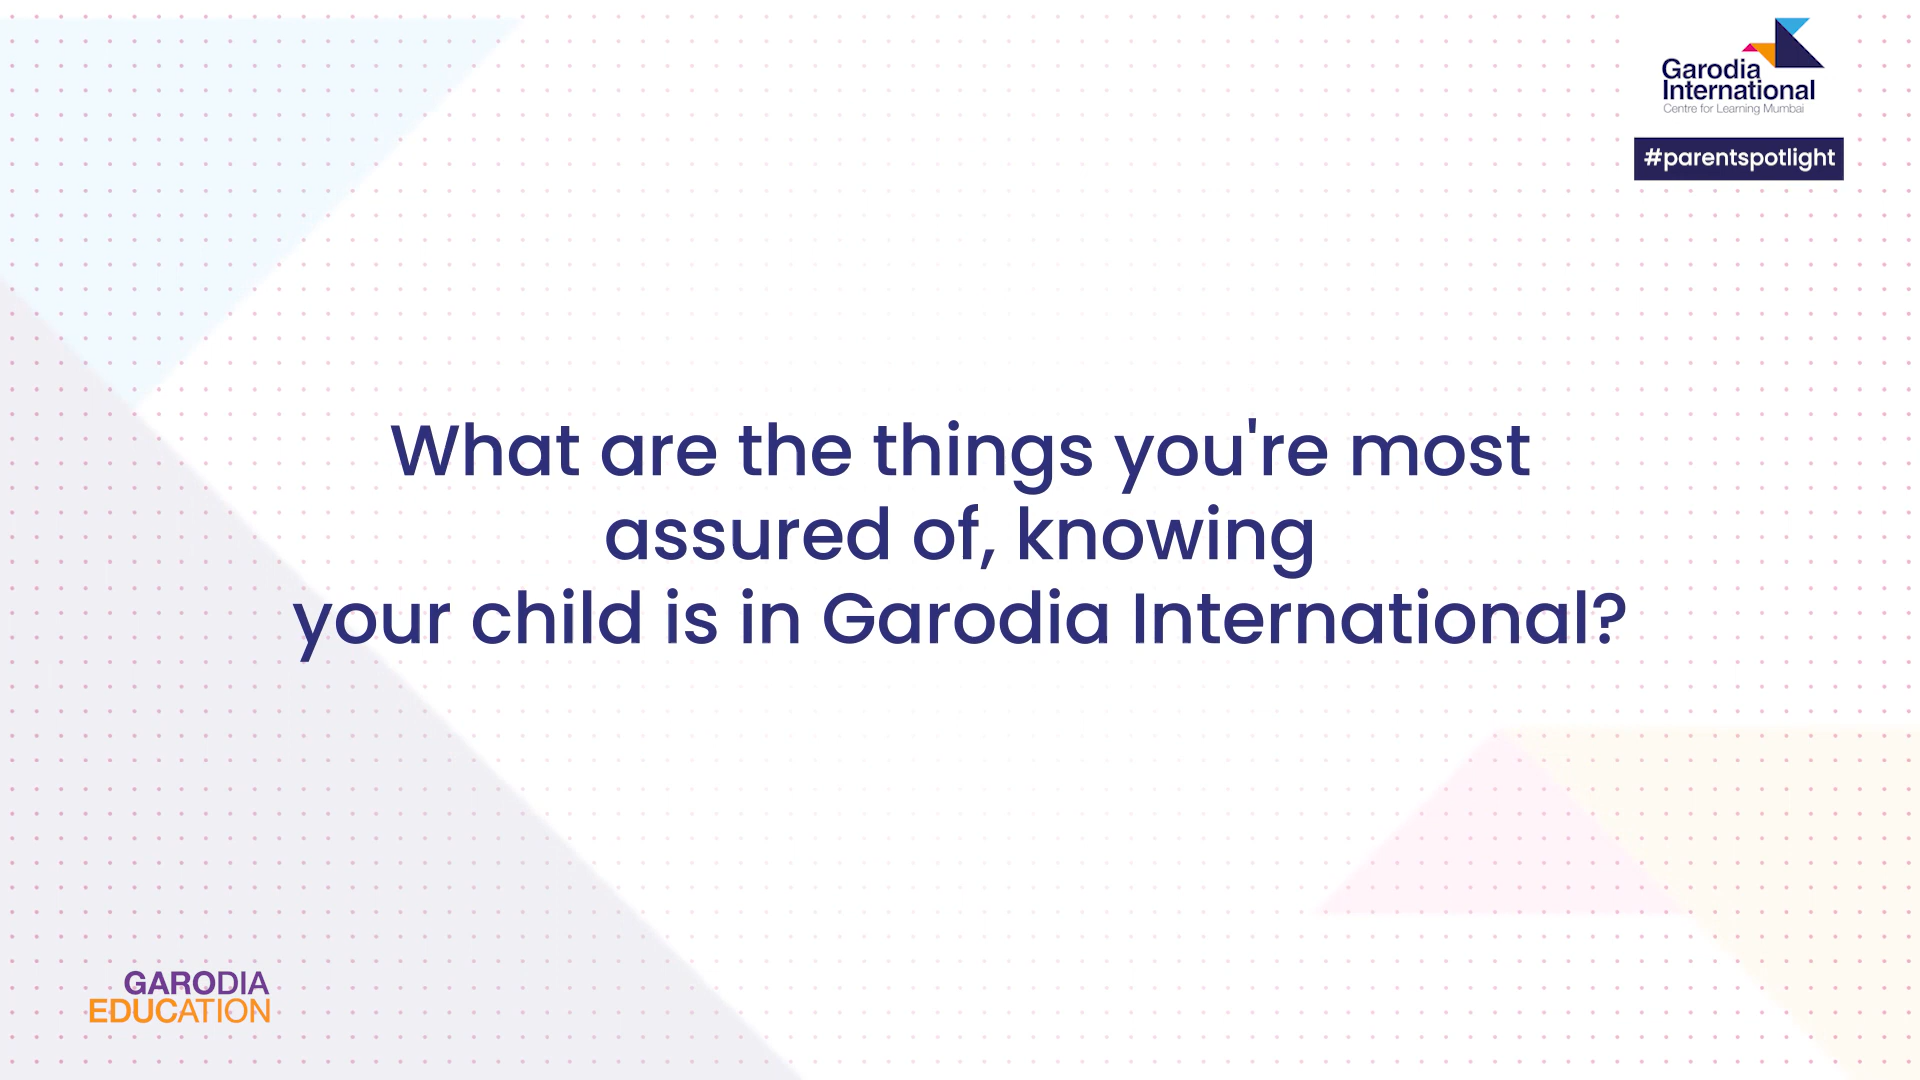 Garodia
International
Centre for Learning Mumbai
#parentspotlight
What are the things you're most
assured of, knowing
your child is in Garodia International?
GARODIA
EDUCATION